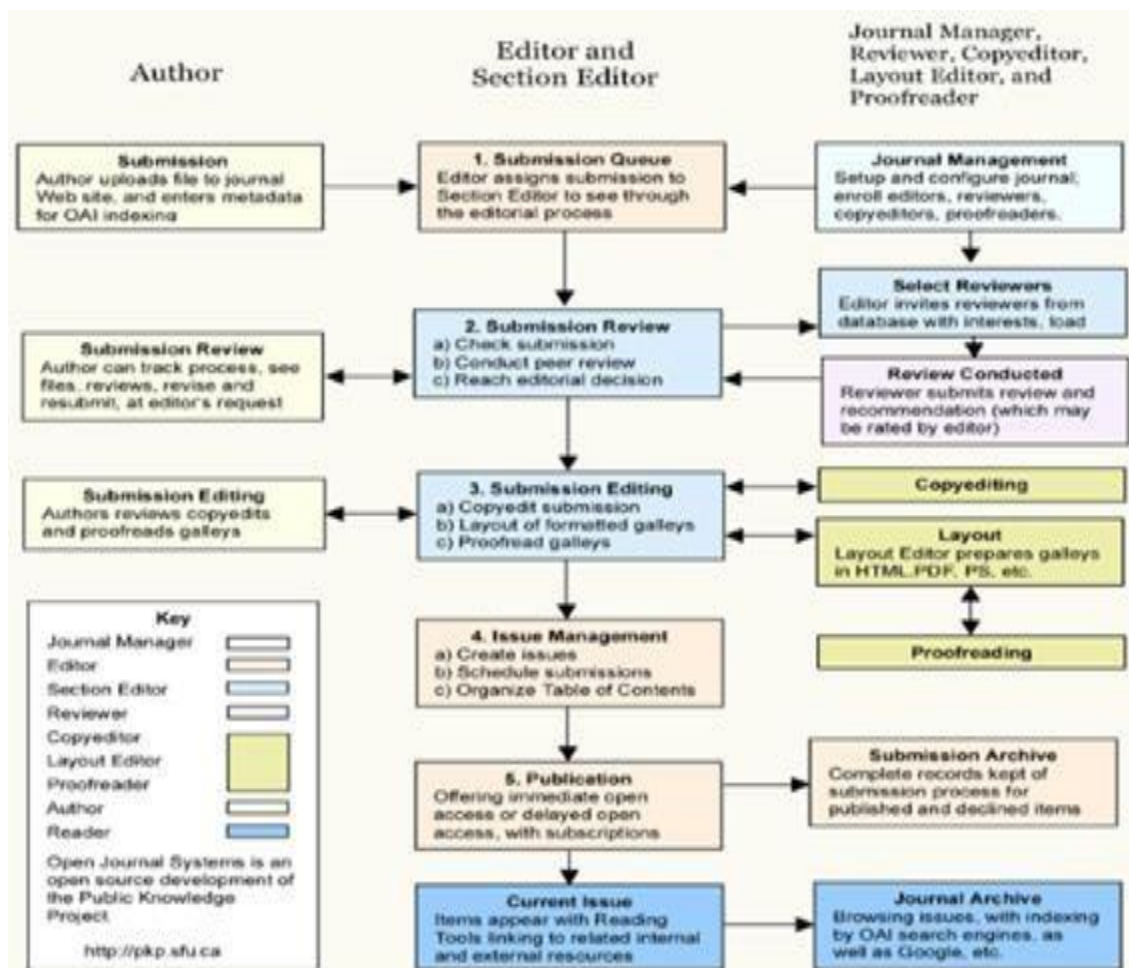 Author
Editor and
Section Editor
Journal Manager,
Reviewer, Copyeditor,
Layout Editor, and
Proofreader
Submission
Author uploads file to journal
Web site, and enters metadata
for OAI indexing
1. Submission Queue
Editor assigns submission to
Section Editor to see through
the editorial process
Journal Management
Setup and configure journal;
enroll editors, reviewers,
copyeditors, proofreaders.
Select Reviewers
Editor invites reviewers from
database with interests, load
Submission Review
Author can track process, see
files, reviews, revise and
resubmit, at editor's request
2. Submission Review
a) Check submission
b) Conduct peer review
c) Reach editorial decision
Review Conducted
Reviewer submits review and
recommendation (which may
be rated by editor)
Submission Editing
Authors reviews copyedits
and proofreads galleys
3. Submission Editing
a) Copyedit submission
b) Layout of formatted galleys
c) Proofread galleys
Copyediting
Layout
Layout Editor prepares galleys
in HTML.PDF, PS, etc.
Proofreading
Key
Journal Manager
Editor
Section Editor
Reviewer
Copyeditor
Layout Editor
Proofreader
Author
Reader
Open Journal Systems is an
open source development of
the Public Knowledge
Project
http://pkp.sfu.ca
4. Issue Management
a) Create issues
b) Schedule submissions
c) Organize Table of Contents
5. Publication
Offering immediate open
access or delayed open
access, with subscriptions
Submission Archive
Complete records kept of
submission process for
published and declined items
Current Issue
Items appear with Reading
Tools linking to related internal
and external resources
Journal Archive
Browsing issues, with indexing
by OAI search engines, as
well as Google, etc.